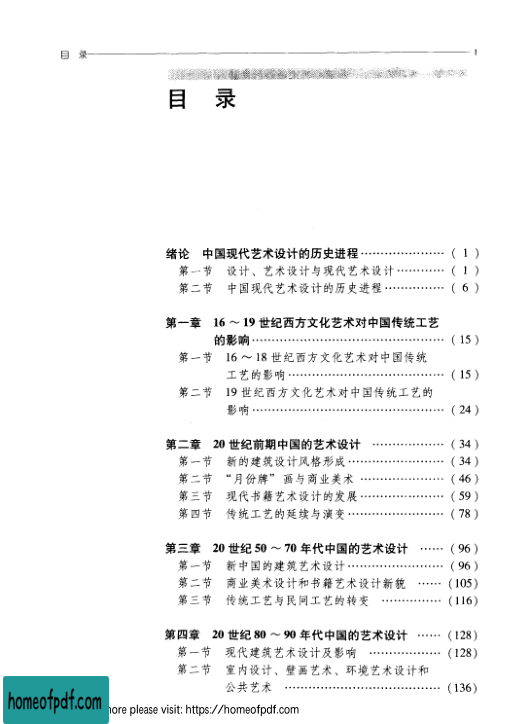 目 录 1
目 录
绪论 中国现代艺术设计的历史进程………………… ( 1 )
第一节 设计、艺术设计与现代艺术设计………… ( 1 )
第二节 中国现代艺术设计的历史进程…………… ( 6 )
第一章 16 ～ 19 世纪西方文化艺术对中国传统工艺
的影响………………………………………… ( 15 )
第一节 16 ～ 18 世纪西方文化艺术对中国传统
工艺的影响………………………………… ( 15 )
第二节 19 世纪西方文化艺术对中国传统工艺的
影响………………………………………… ( 24 )
第二章 20 世纪前期中国的艺术设计 ……………… ( 34 )
第一节 新的建筑设计风格形成…………………… ( 34 )
第二节 “月份牌” 画与商业美术 ………………… ( 46 )
第三节 现代书籍艺术设计的发展………………… ( 59 )
第四节 传统工艺的延续与演变…………………… ( 78 )
第三章 20 世纪 50 ～ 70 年代中国的艺术设计 …… ( 96 )
第一节 新中国的建筑艺术设计…………………… ( 96 )
第二节 商业美术设计和书籍艺术设计新貌 …… (105)
第三节 传统工艺与民间工艺的转变 …………… (116)
第四章 20 世纪 80 ～ 90 年代中国的艺术设计 …… (128)
第一节 现代建筑艺术设计及影响 ……………… (128)
第二节 室内设计、壁画艺术、环境艺术设计和
公共艺术 ………………………………… (136)
homeofpdf.com
ore please visit: https://homeofpdf.com